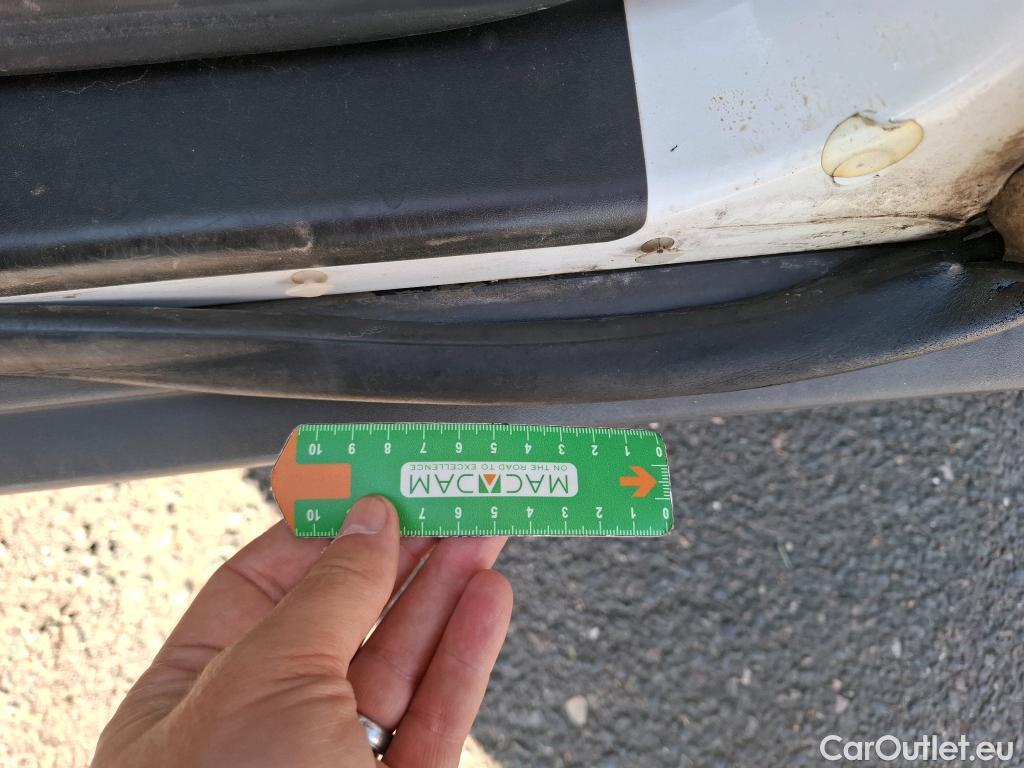 10 9 8 7 6 5 4 3 2 1 0
ON THE ROAD TO EXCELLENCE
MACADAM
10 7 6 5 4 3 2 1 0
CarOutlet.eu